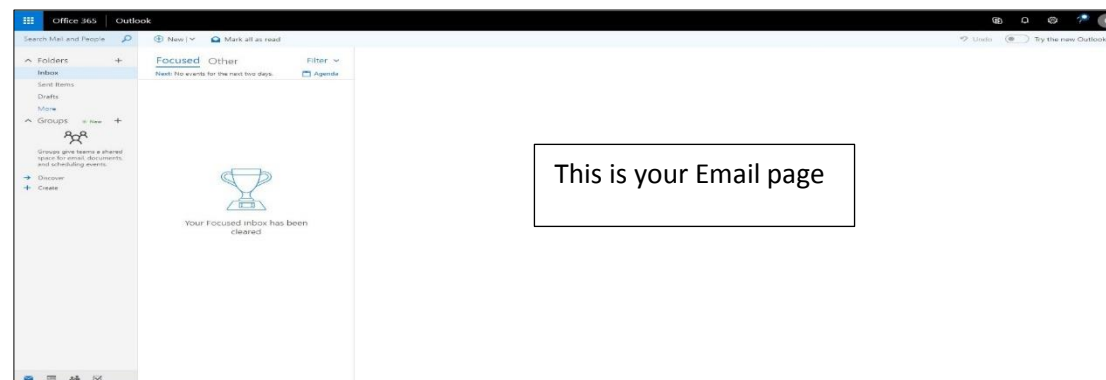 Office 365 Outlook
Search Mail and People
New
Mark all as read
Undo
Try the new Outlook
Folders
Inbox
Sent Items
Drafts
More
Groups New
Groups give teams a shared
space for email, documents,
and scheduling events.
Discover
Create
Focused Other Filter
Next: No events for the next two days. Agenda
Your Focused inbox has been
cleared
This is your Email page